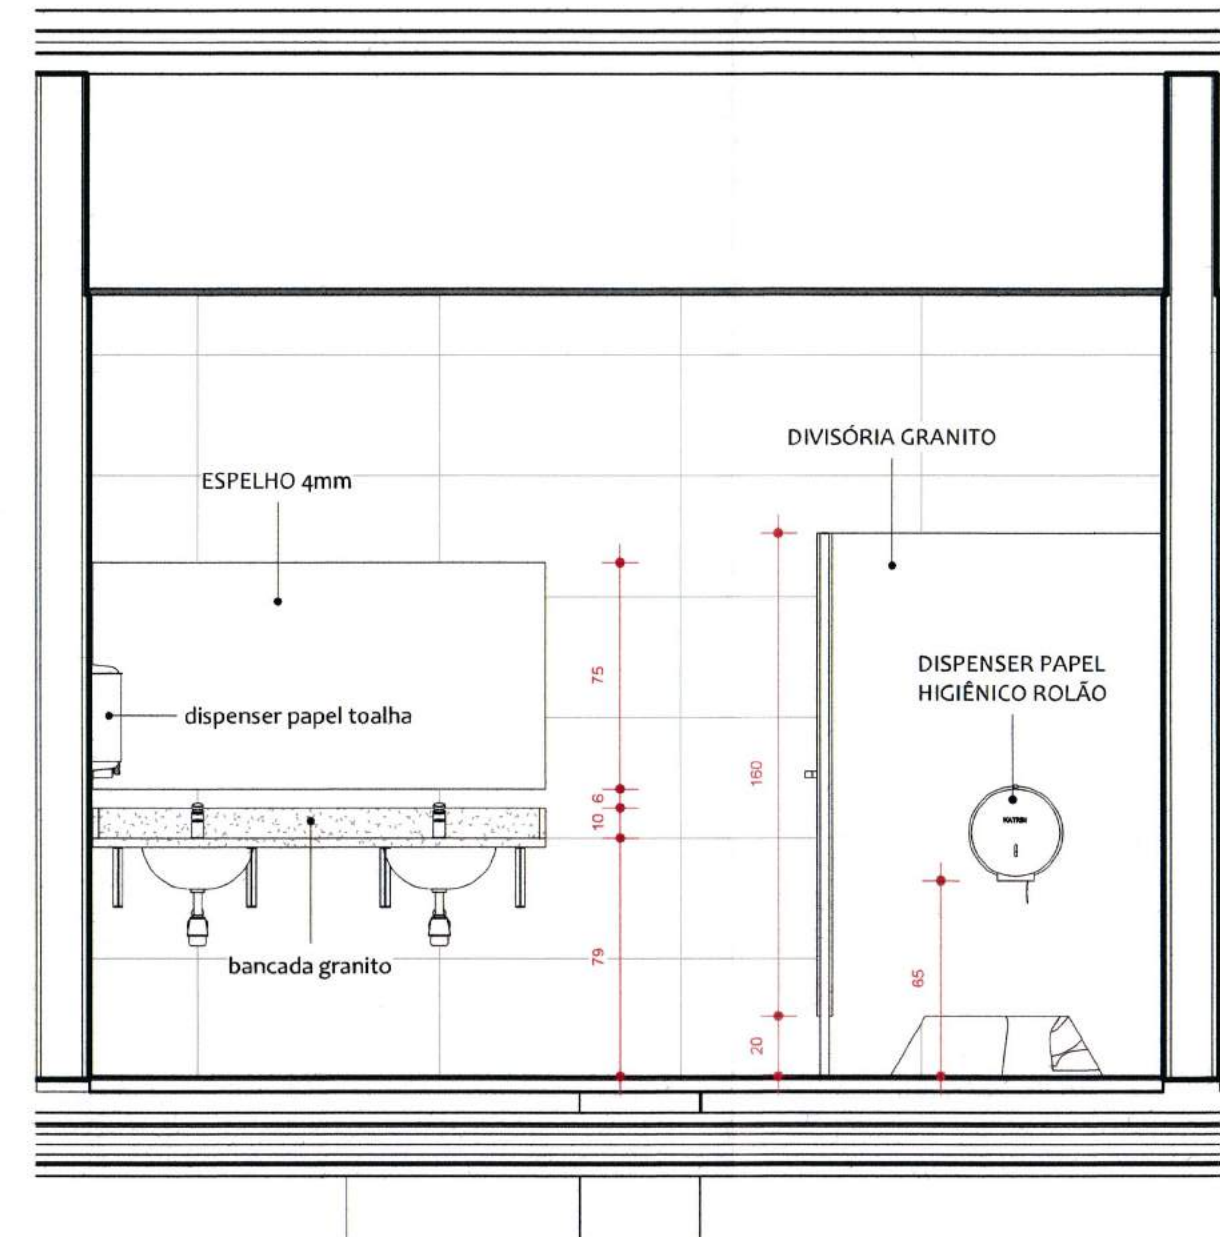 DIVISÓRIA GRANITO
ESPELHO 4mm
75
DISPENSER PAPEL
HIGIÊNICO ROLÃO
dispenser papel toalha
160
6
10
KATRIN
bancada granito
79
65
20